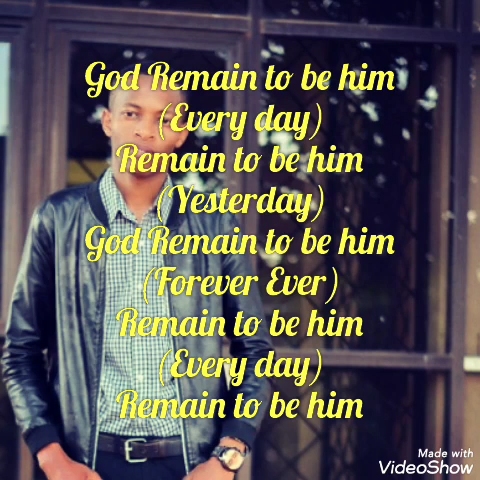 God Remain to be him
(Every day)
Remain to be him
(Yesterday)
God Remain to be him
(Forever Ever)
Remain to be him
(Every day)
Remain to be him
Made with
VideoShow